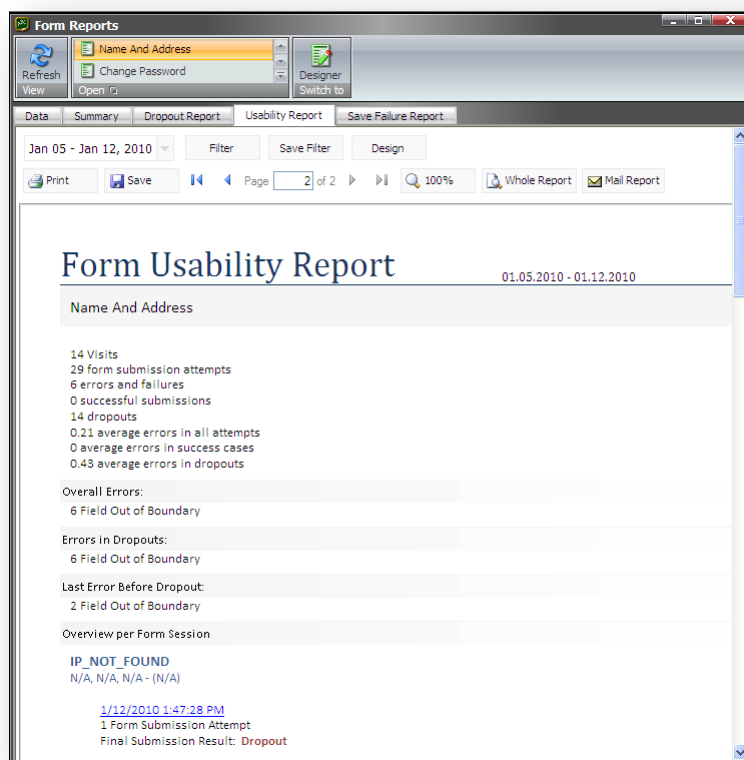 Form Reports
Name And Address
Change Password
Refresh
Designer
View
Open
Switch to
Data Summary Dropout Report Usability Report Save Failure Report
Jan 05 - Jan 12, 2010 Filter Save Filter Design
Print Save Page 2 of 2 100% Whole Report Mail Report
Form Usability Report 01.05.2010 - 01.12.2010
Name And Address
14 Visits
29 form submission attempts
6 errors and failures
0 successful submissions
14 dropouts
0.21 average errors in all attempts
0 average errors in success cases
0.43 average errors in dropouts
Overall Errors:
6 Field Out of Boundary
Errors in Dropouts:
6 Field Out of Boundary
Last Error Before Dropout:
2 Field Out of Boundary
Overview per Form Session
IP_NOT_FOUND
N/A, N/A, N/A - (N/A)
1/12/2010 1:47:28 PM
1 Form Submission Attempt
Final Submission Result: Dropout